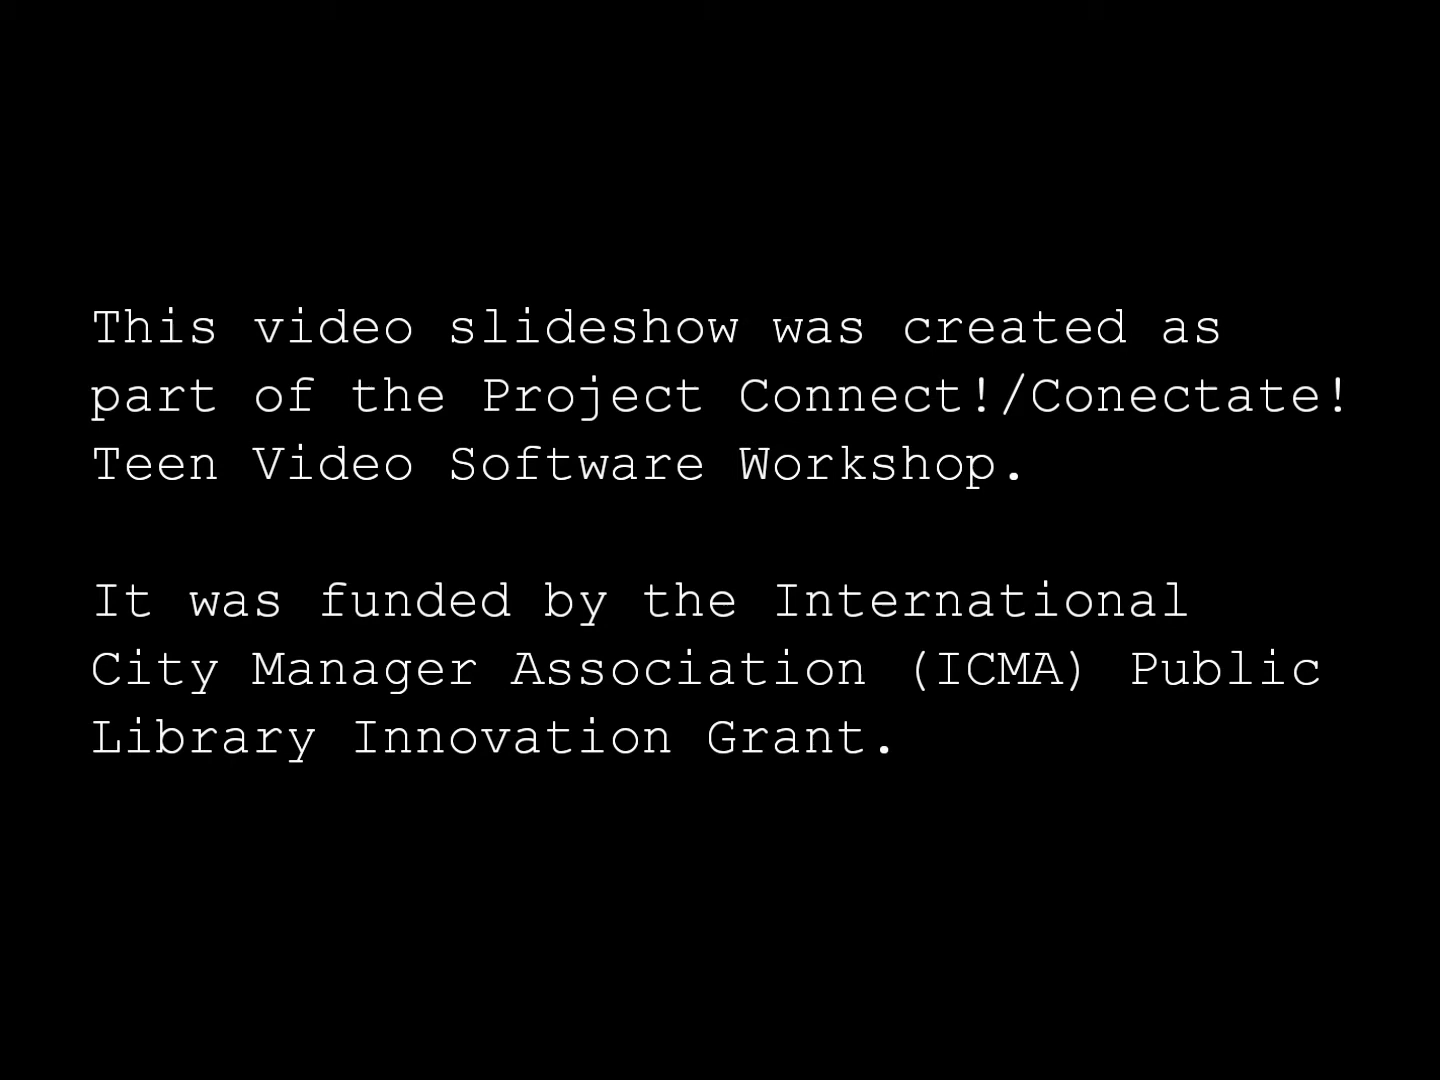 This video slideshow was created as
part of the Project Connect!/Conectate!
Teen Video Software Workshop.
It was funded by the International
City Manager Association (ICMA) Public
Library Innovation Grant.